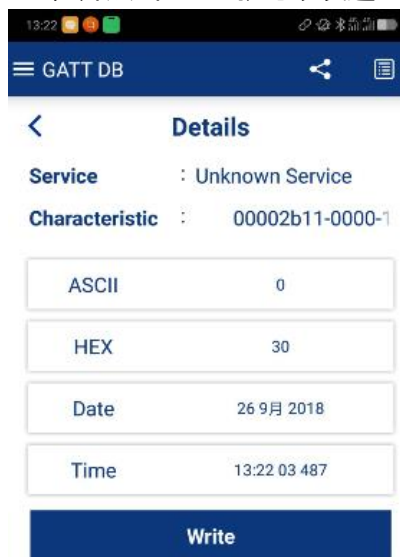 13:22
GATT DB
Details
Service : Unknown Service
Characteristic : 00002b11-0000-1
ASCII 0
HEX 30
Date 26 9月 2018
Time 13:22 03 487
Write